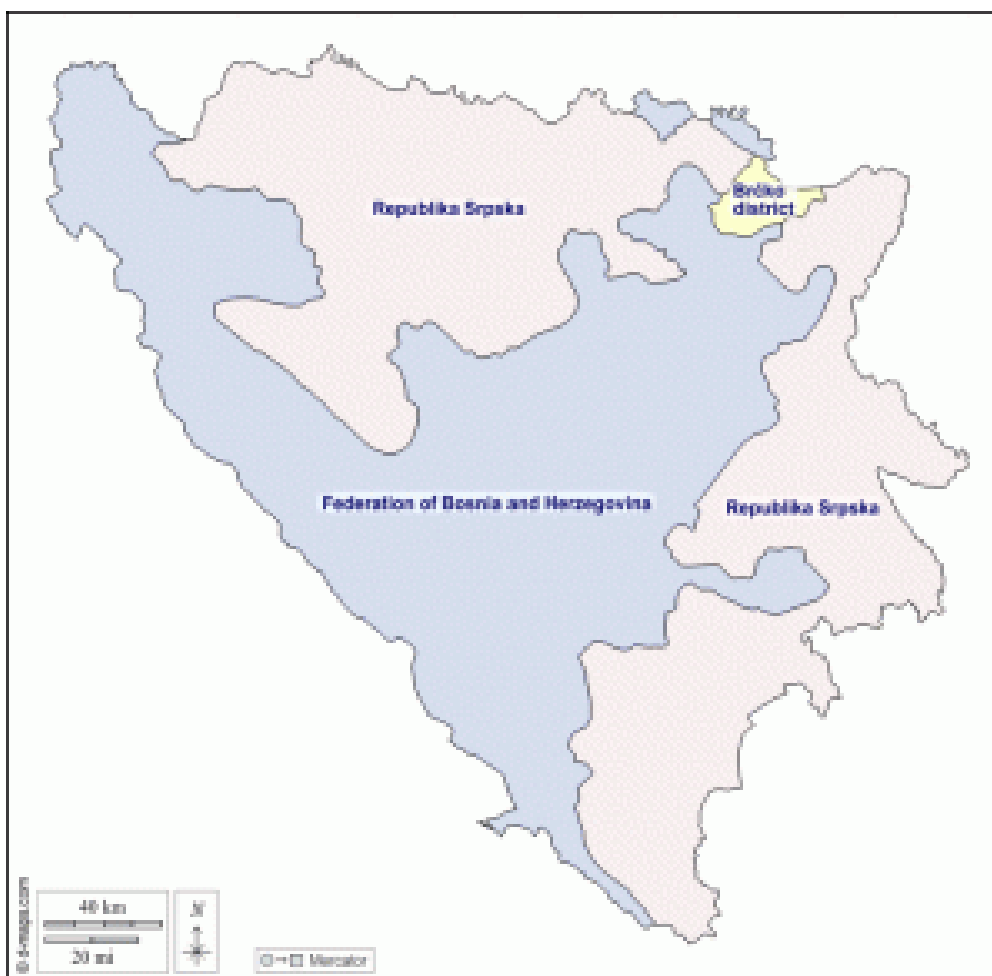 Republika Srpska
Brčko
district
Federation of Bosnia and Herzegovina
Republika Srpska
© d-maps.com
40 km
20 mi
N
Mercator